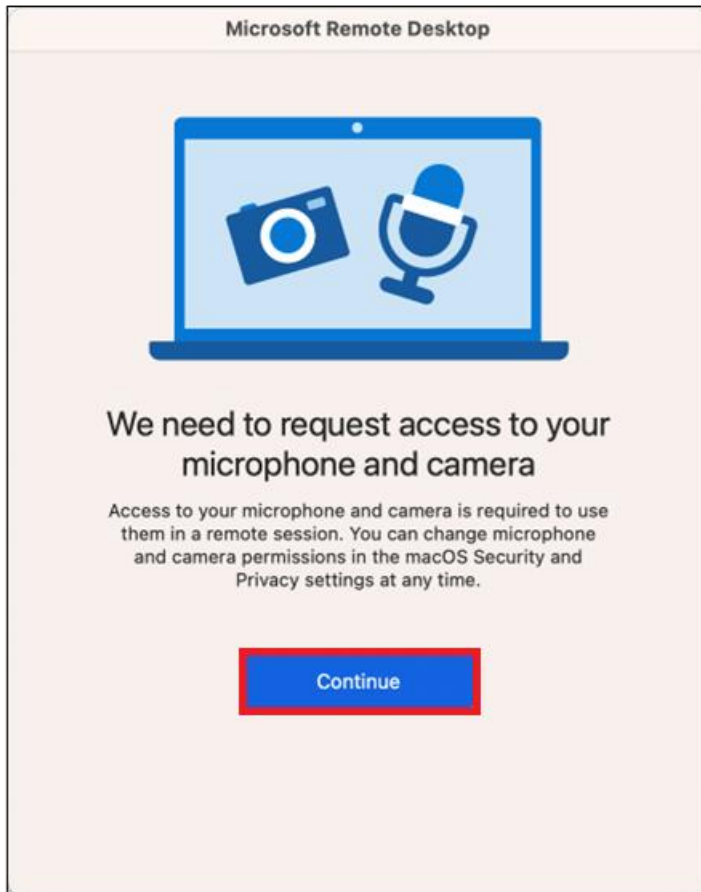 Microsoft Remote Desktop
We need to request access to your
microphone and camera
Access to your microphone and camera is required to use
them in a remote session. You can change microphone
and camera permissions in the macOS Security and
Privacy settings at any time.
Continue